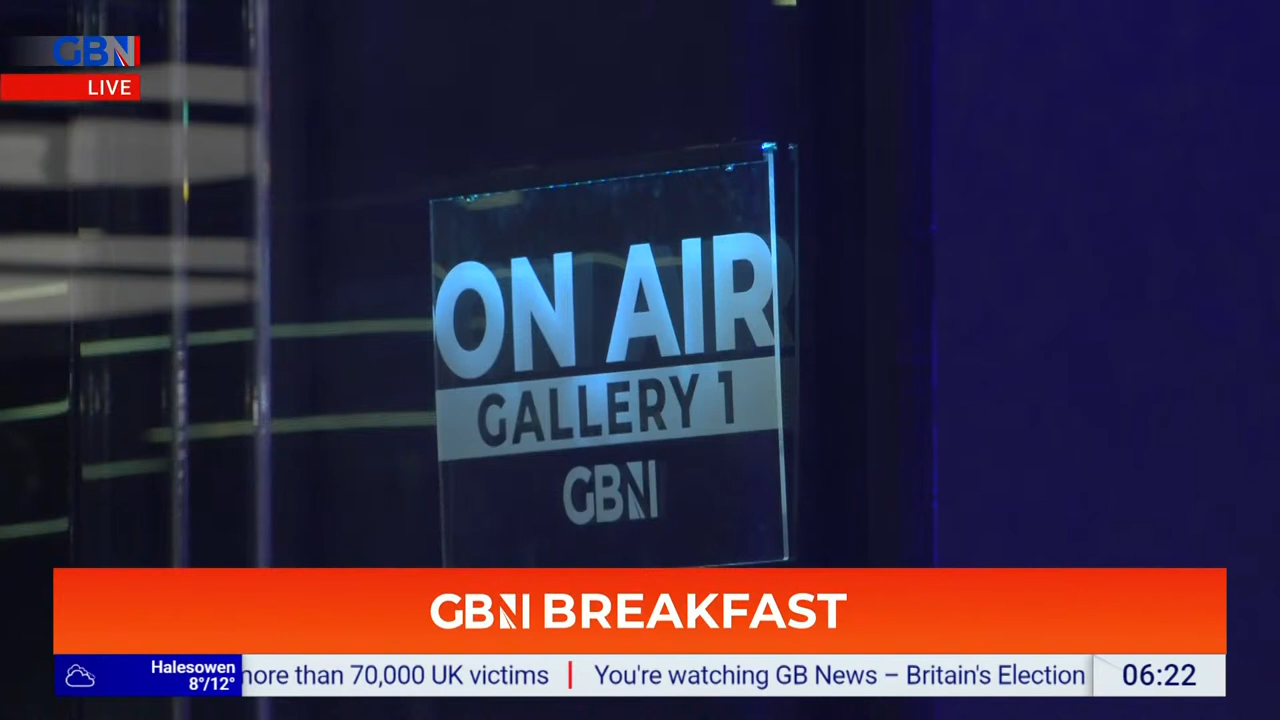 GBN
LIVE
ON AIR
GALLERY 1
GBN
GBN BREAKFAST
Halesowen
8°/12°
more than 70,000 UK victims | You're watching GB News – Britain's Election
06:22